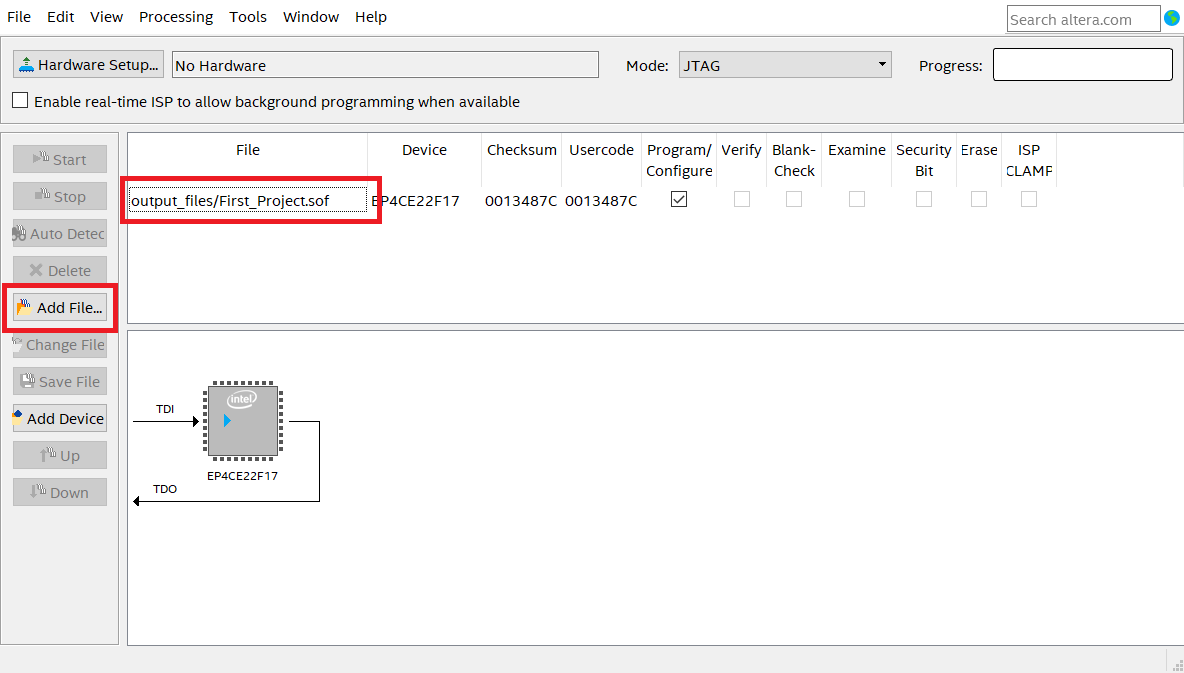 File Edit View Processing Tools Window Help Search altera.com
Hardware Setup... No Hardware Mode: JTAG Progress:
Enable real-time ISP to allow background programming when available
Start
Stop
Auto Detec
Delete
Add File...
Change File
Save File
Add Device
Up
Down
File Device Checksum Usercode Program/ Verify Blank- Examine Security Erase ISP
Configure Check Bit CLAMP
output_files/First_Project.sof EP4CE22F17 0013487C 0013487C
TDI
intel
EP4CE22F17
TDO